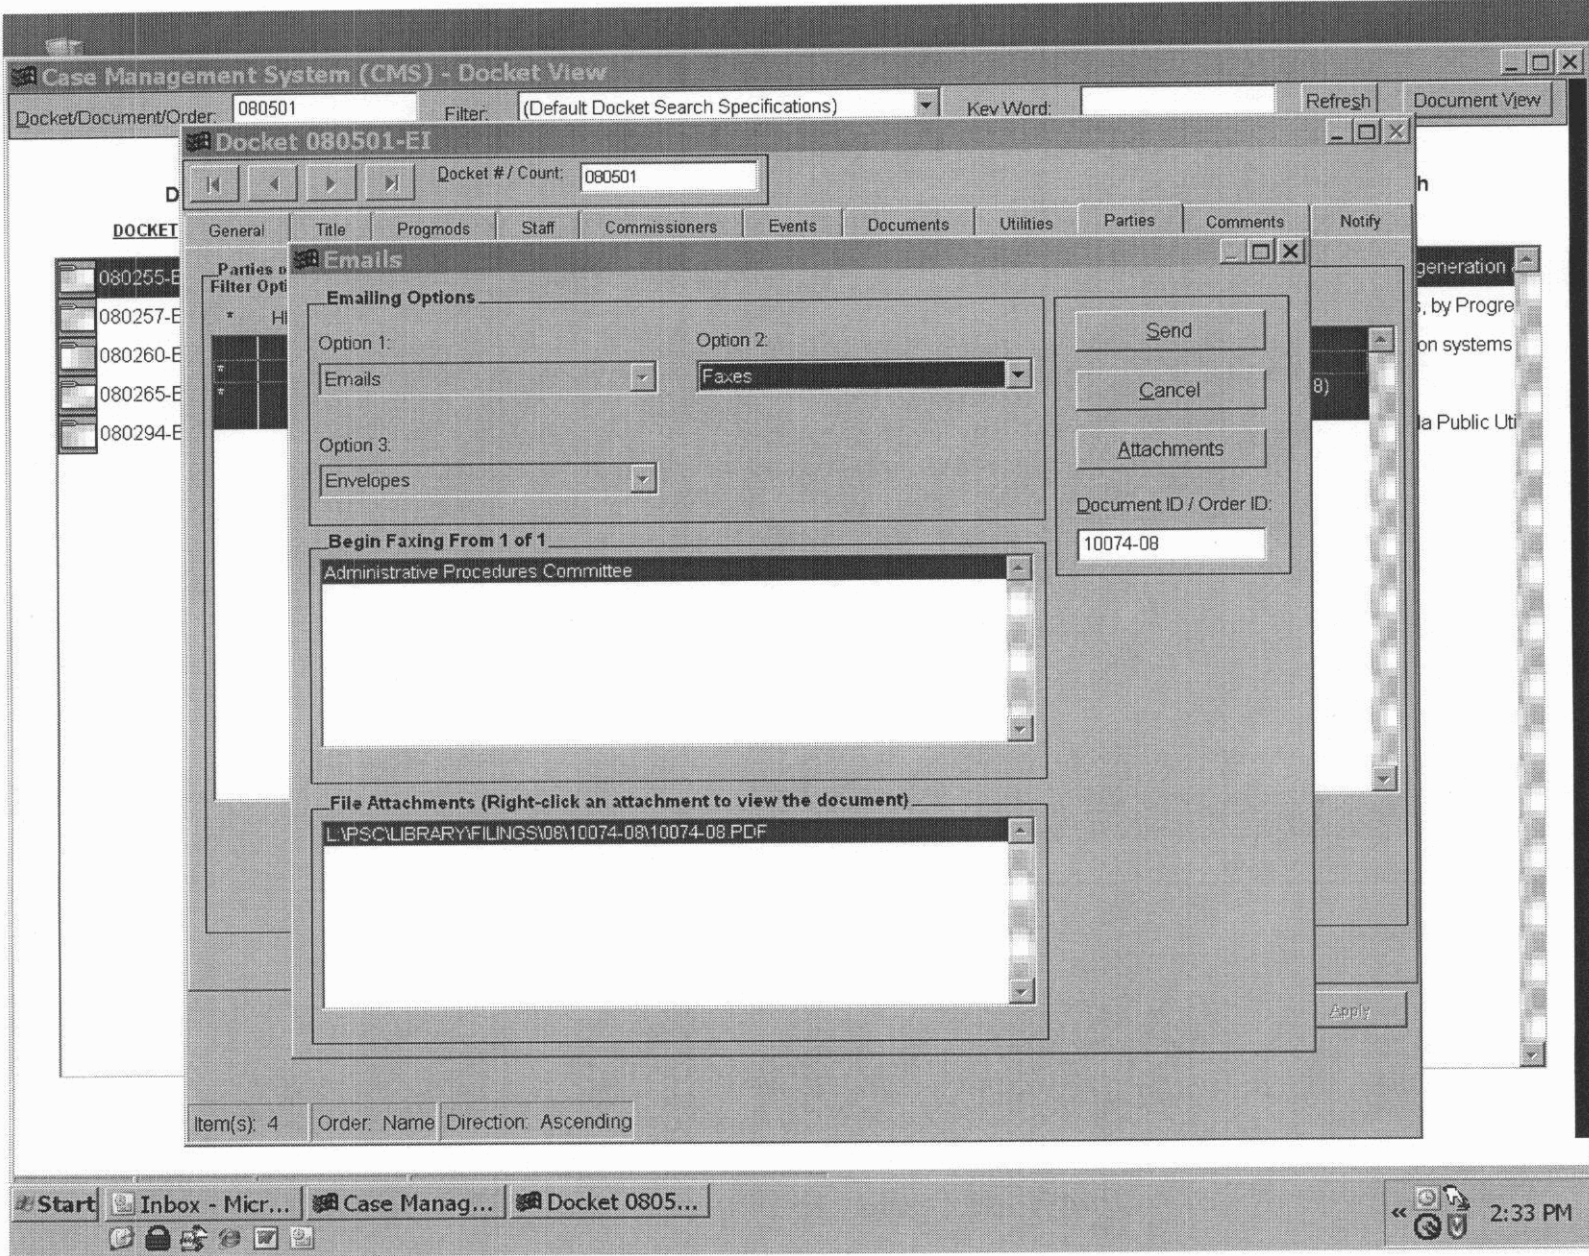 Case Management System (CMS) - Docket View
Docket/Document/Order: 080501 Filter: (Default Docket Search Specifications) Key Word: Refresh Document View
Docket 080501-EI
Docket # / Count: 080501
D
h
DOCKET
General Title Progmods Staff Commissioners Events Documents Utilities Parties Comments Notify
Emails
Parties o
Filter Opti
* HI
080255-E
080257-E
080260-E
080265-E
080294-E
generation
, by Progre
on systems
8)
la Public Uti
Emailing Options
Option 1:
Emails
Option 2:
Faxes
Option 3:
Envelopes
Send
Cancel
Attachments
Document ID / Order ID:
10074-08
Begin Faxing From 1 of 1
Administrative Procedures Committee
File Attachments (Right-click an attachment to view the document)
L:\PSC\LIBRARY\FILINGS\08\10074-08\10074-08.PDF
Apply
Item(s): 4 Order: Name Direction: Ascending
Start Inbox - Micr... Case Manag... Docket 0805... « 2:33 PM